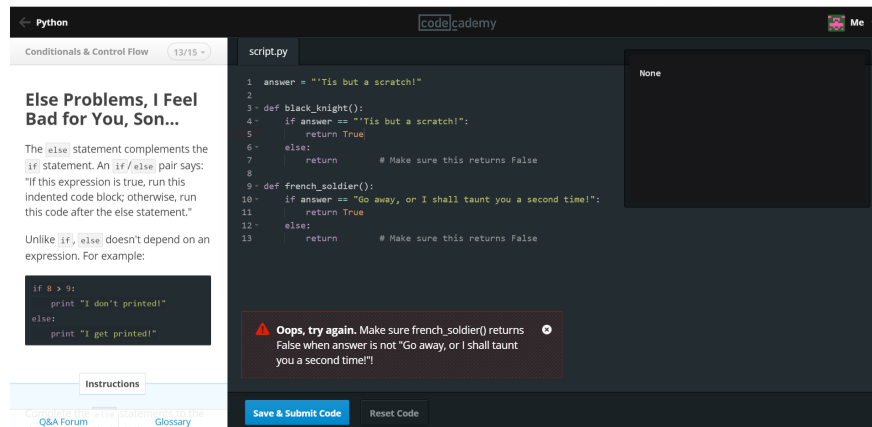 Python
codecademy
Me
Conditionals & Control Flow
13/15
script.py
Else Problems, I Feel
Bad for You, Son...
The else statement complements the
if statement. An if / else pair says:
"If this expression is true, run this
indented code block; otherwise, run
this code after the else statement."
Unlike if, else doesn't depend on an
expression. For example:
if 8 > 9:
    print "I don't printed!"
else:
    print "I get printed!"
Instructions
Complete the else statements to the
Q&A Forum
Glossary
1 answer = "'Tis but a scratch!"
2
3 def black_knight():
4     if answer == "'Tis but a scratch!":
5         return True
6     else:
7         return       # Make sure this returns False
8
9 def french_soldier():
10     if answer == "Go away, or I shall taunt you a second time!":
11         return True
12     else:
13         return       # Make sure this returns False
None
Oops, try again. Make sure french_soldier() returns
False when answer is not "Go away, or I shall taunt
you a second time!"!
Save & Submit Code
Reset Code